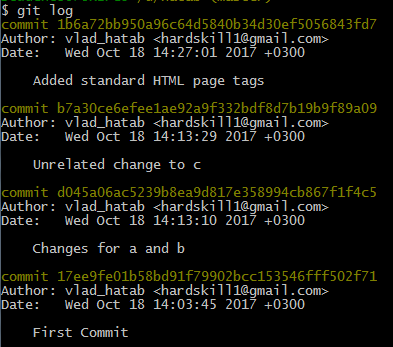 $ git log
commit 1b6a72bb950a96c64d5840b34d30ef5056843fd7
Author: vlad_hatab <hardskill1@gmail.com>
Date:   Wed Oct 18 14:27:01 2017 +0300
Added standard HTML page tags
commit b7a30ce6efee1ae92a9f332bdf8d7b19b9f89a09
Author: vlad_hatab <hardskill1@gmail.com>
Date:   Wed Oct 18 14:13:29 2017 +0300
Unrelated change to c
commit d045a06ac5239b8ea9d817e358994cb867f1f4c5
Author: vlad_hatab <hardskill1@gmail.com>
Date:   Wed Oct 18 14:13:10 2017 +0300
Changes for a and b
commit 17ee9fe01b58bd91f79902bcc153546fff502f71
Author: vlad_hatab <hardskill1@gmail.com>
Date:   Wed Oct 18 14:03:45 2017 +0300
First Commit